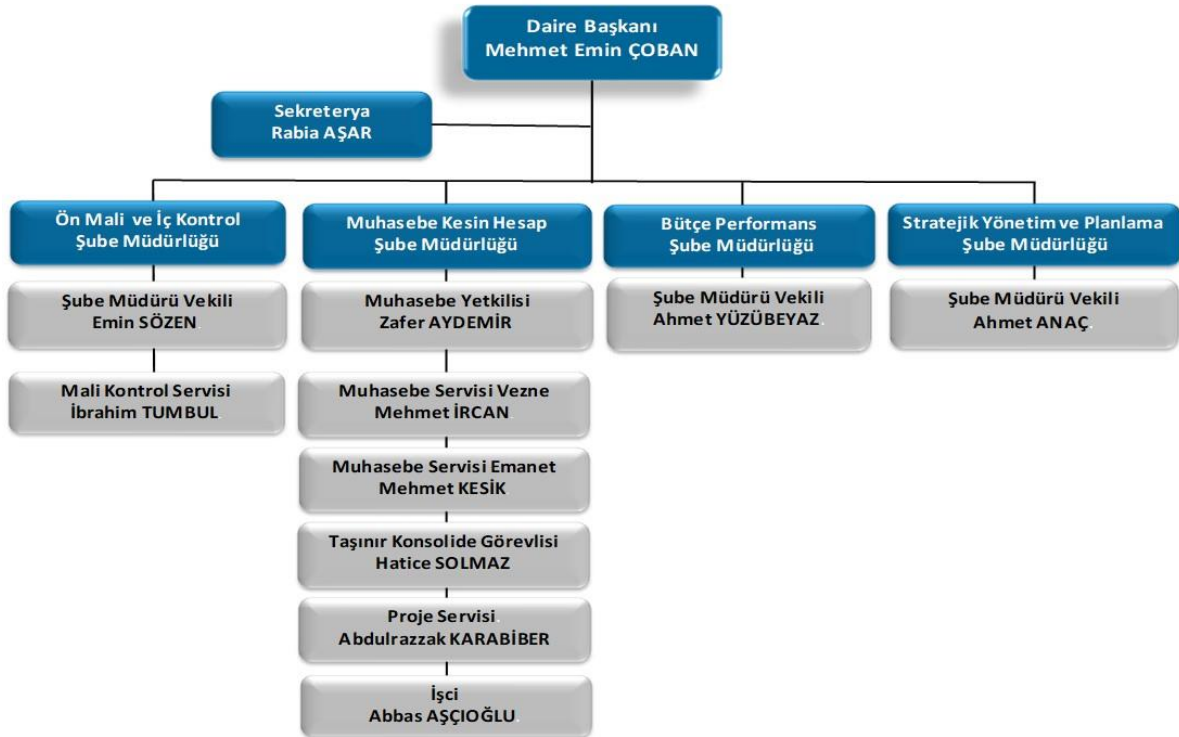 Daire Başkanı
Mehmet Emin ÇOBAN
Sekreterya
Rabia AŞAR
Ön Mali ve İç Kontrol
Şube Müdürlüğü
Şube Müdürü Vekili
Emin SÖZEN
Mali Kontrol Servisi
İbrahim TUMBUL
Muhasebe Kesin Hesap
Şube Müdürlüğü
Muhasebe Yetkilisi
Zafer AYDEMİR
Muhasebe Servisi Vezne
Mehmet İRCAN
Muhasebe Servisi Emanet
Mehmet KESİK
Taşınır Konsolide Görevlisi
Hatice SOLMAZ
Proje Servisi
Abdulrazzak KARABİBER
İşci
Abbas AŞÇIOĞLU
Bütçe Performans
Şube Müdürlüğü
Şube Müdürü Vekili
Ahmet YÜZÜBEYAZ
Stratejik Yönetim ve Planlama
Şube Müdürlüğü
Şube Müdürü Vekili
Ahmet ANAÇ